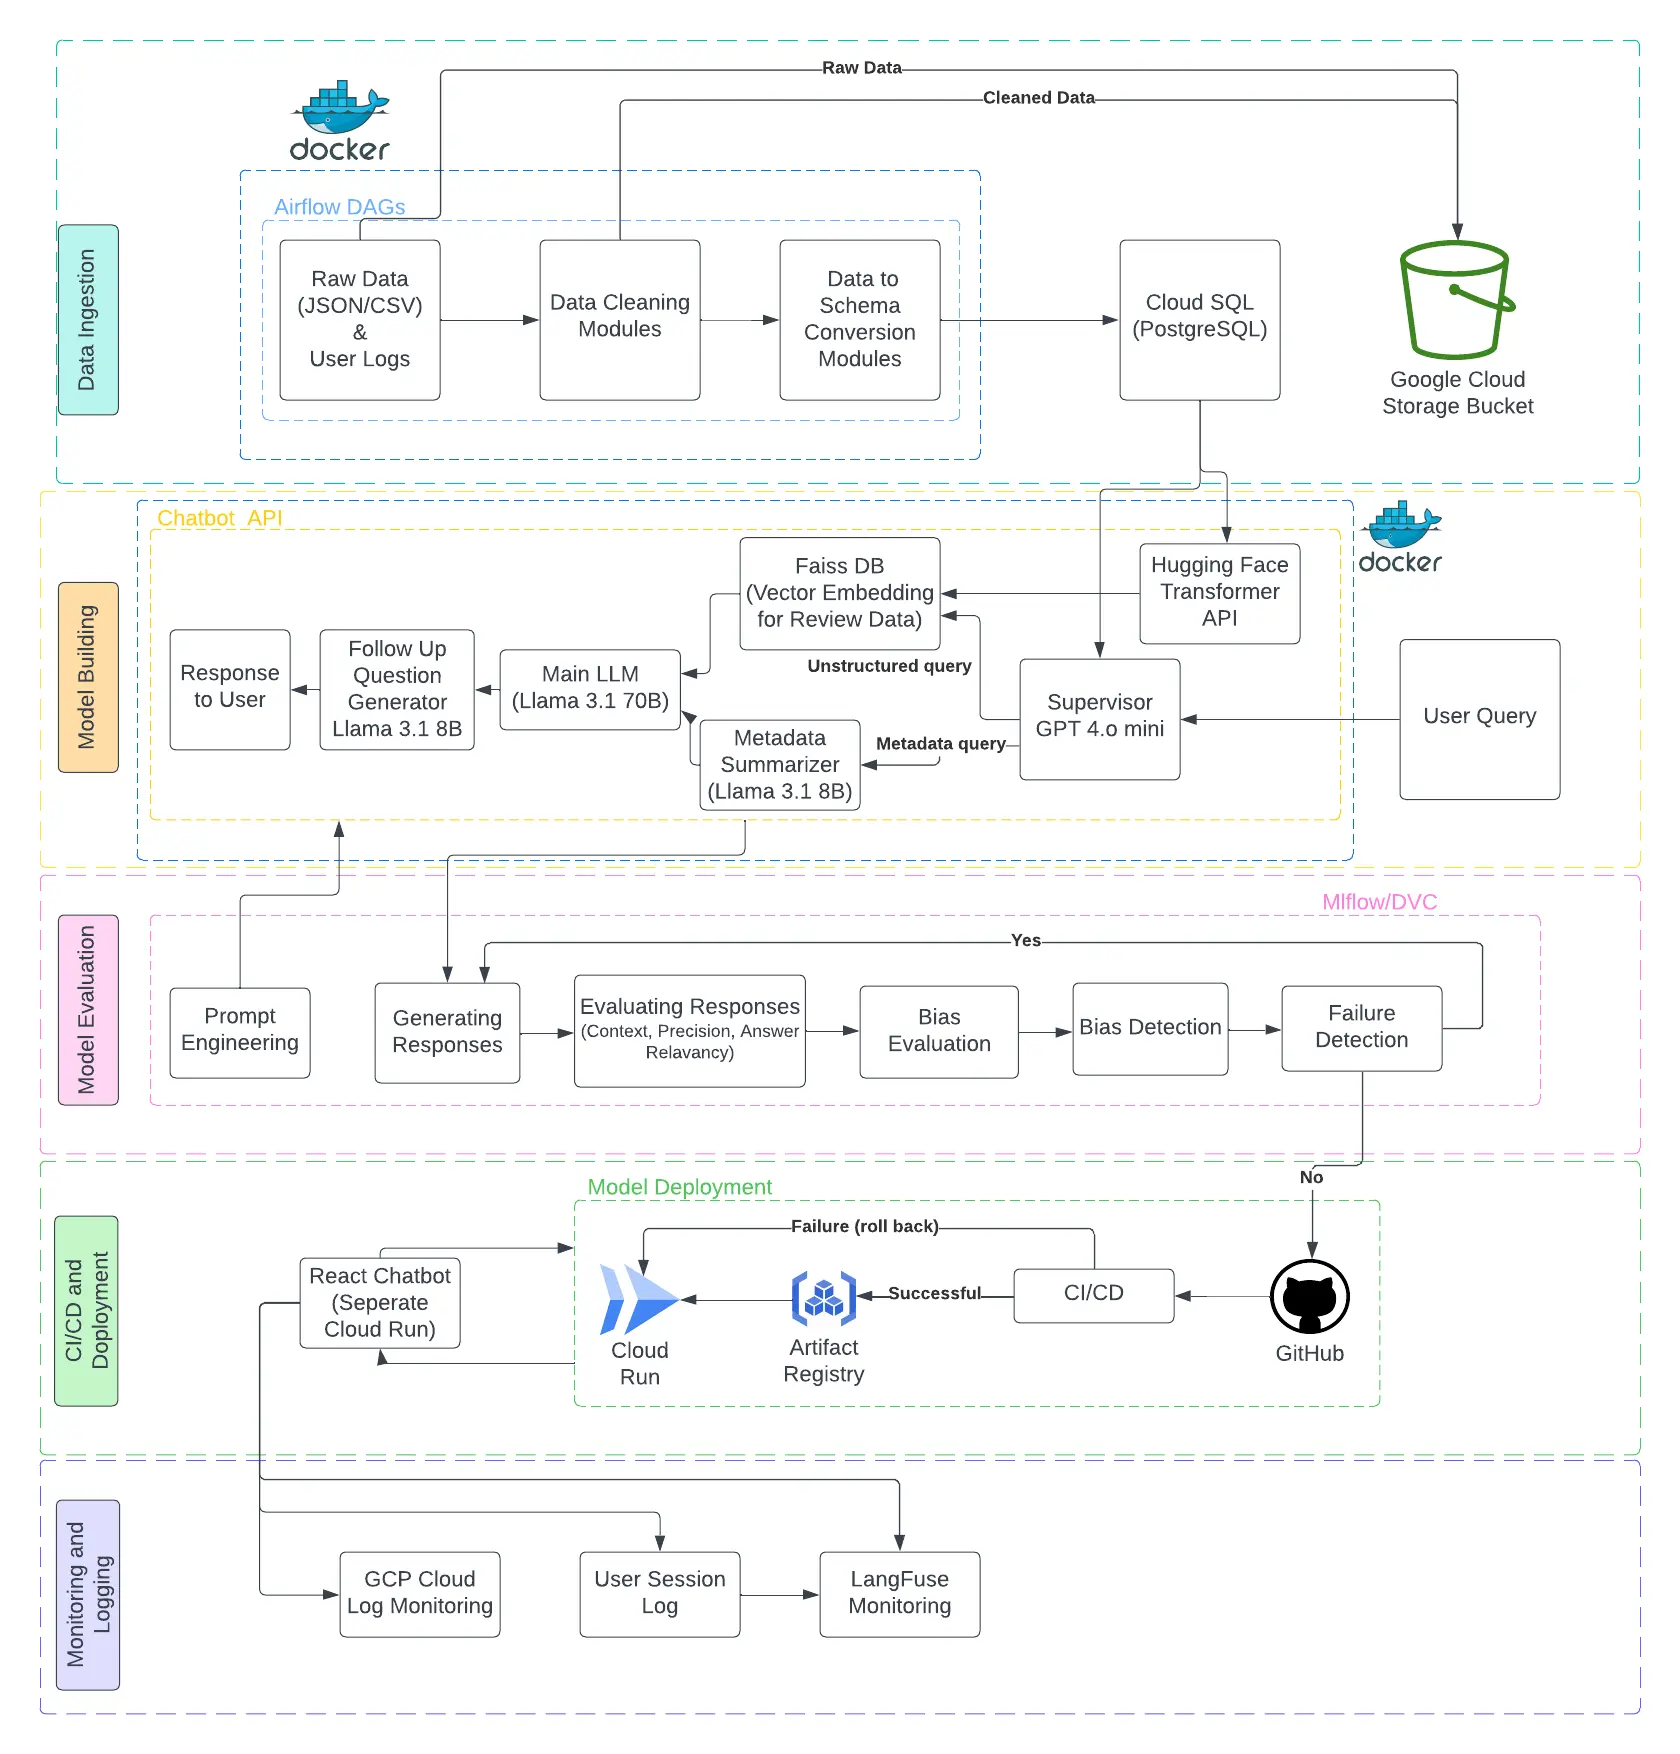 Raw Data
Cleaned Data
docker
Airflow DAGs
Data Ingestion
Raw Data
(JSON/CSV)
&
User Logs
Data Cleaning
Modules
Data to
Schema
Conversion
Modules
Cloud SQL
(PostgreSQL)
Google Cloud
Storage Bucket
Chatbot API
docker
Model Building
Response
to User
Follow Up
Question
Generator
Llama 3.1 8B
Main LLM
(Llama 3.1 70B)
Faiss DB
(Vector Embedding
for Review Data)
Hugging Face
Transformer
API
Unstructured query
Metadata query
Metadata
Summarizer
(Llama 3.1 8B)
Supervisor
GPT 4.o mini
User Query
Mlflow/DVC
Model Evaluation
Yes
Prompt
Engineering
Generating
Responses
Evaluating Responses
(Context, Precision, Answer
Relavancy)
Bias
Evaluation
Bias Detection
Failure
Detection
No
Model Deployment
CI/CD and
Doployment
React Chatbot
(Seperate
Cloud Run)
Failure (roll back)
Successful
Cloud
Run
Artifact
Registry
CI/CD
GitHub
Monitoring and
Logging
GCP Cloud
Log Monitoring
User Session
Log
LangFuse
Monitoring